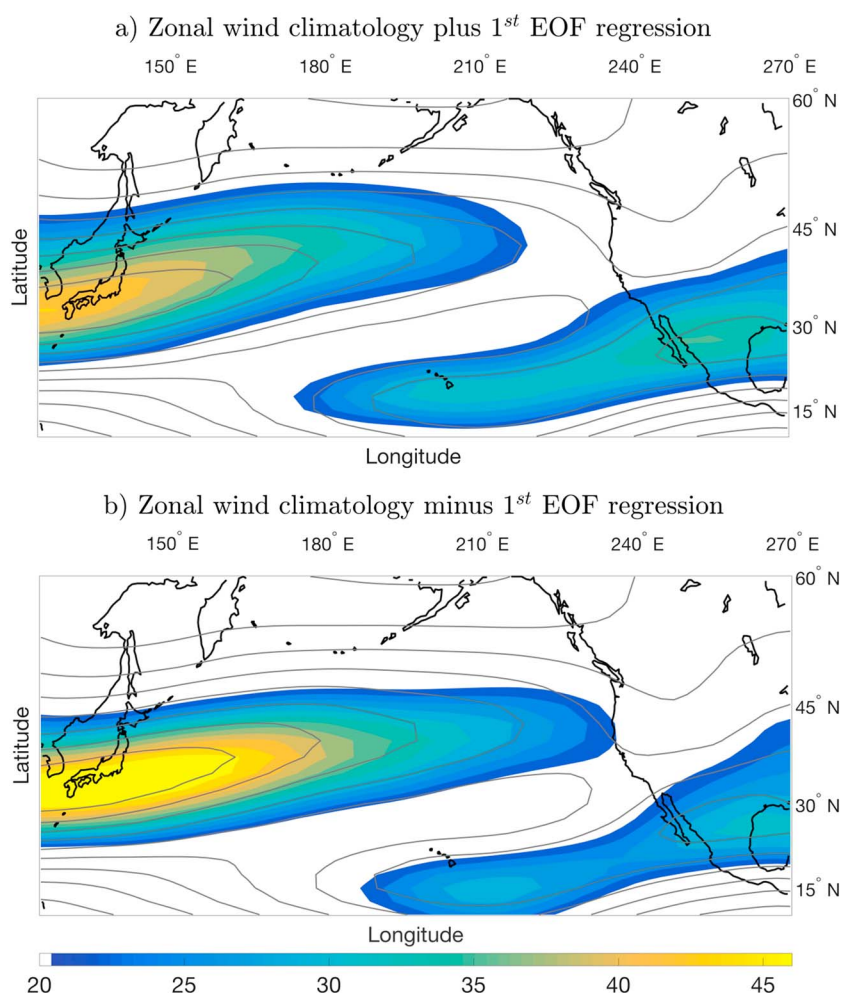 a) Zonal wind climatology plus 1st EOF regression
150° E 180° E 210° E 240° E 270° E
60° N
45° N
Latitude
30° N
15° N
Longitude
b) Zonal wind climatology minus 1st EOF regression
150° E 180° E 210° E 240° E 270° E
60° N
45° N
Latitude
30° N
15° N
Longitude
20 25 30 35 40 45